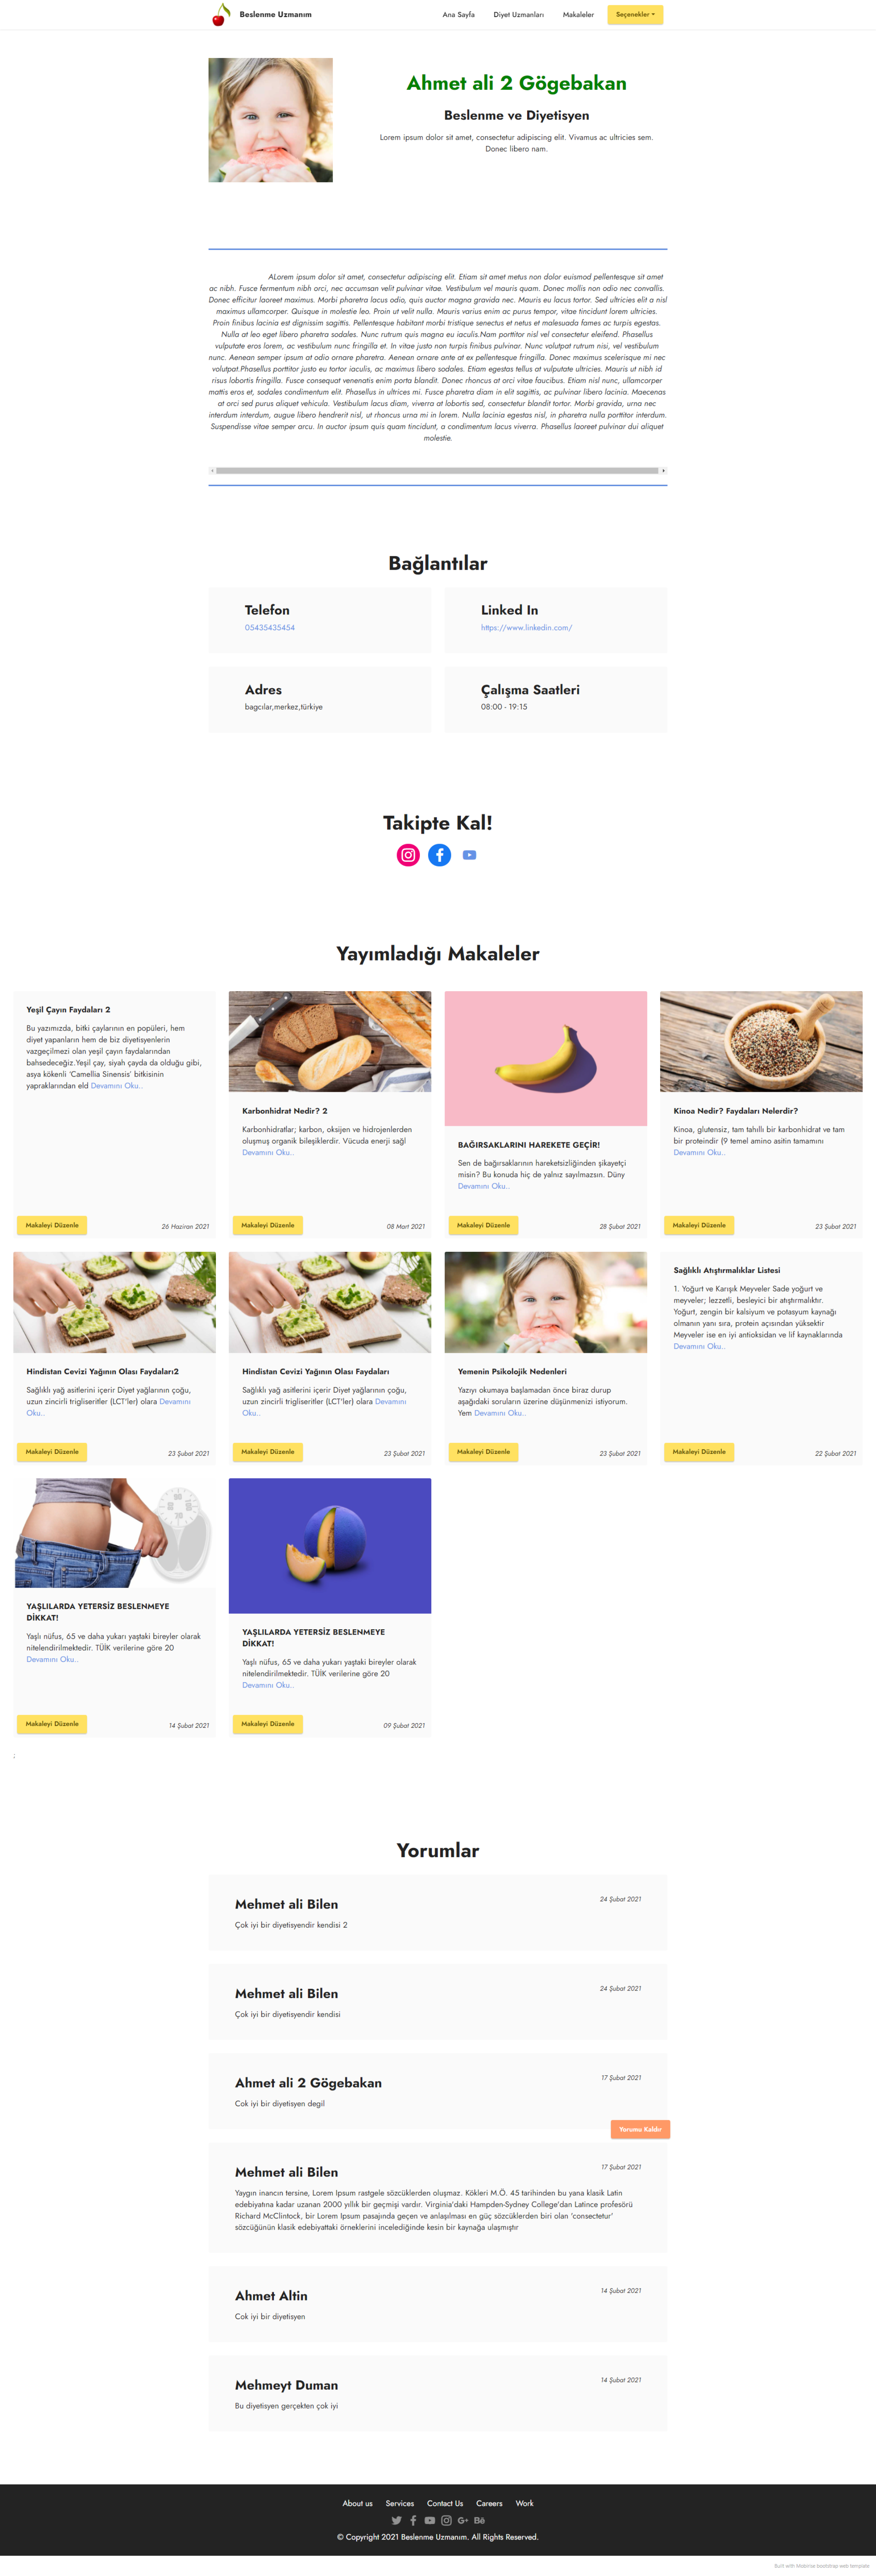 Beslenme Uzmanım
Ana Sayfa
Diyet Uzmanları
Makaleler
Seçenekler
Ahmet ali 2 Gögebakan
Beslenme ve Diyetisyen
Lorem ipsum dolor sit amet, consectetur adipiscing elit. Vivamus ac ultricies sem.
Donec libero nam.
ALorem ipsum dolor sit amet, consectetur adipiscing elit. Etiam sit amet metus non dolor euismod pellentesque sit amet
ac nibh. Fusce fermentum nibh orci, nec accumsan velit pulvinar vitae. Vestibulum vel mauris quam. Donec mollis non odio nec convallis.
Donec efficitur laoreet maximus. Morbi pharetra lacus odio, quis auctor magna gravida nec. Mauris eu lacus tortor. Sed ultricies elit a nisl
maximus ullamcorper. Quisque in molestie leo. Proin ut velit nulla. Mauris varius enim ac purus tempor, vitae tincidunt lorem ultricies.
Proin finibus lacinia est dignissim sagittis. Pellentesque habitant morbi tristique senectus et netus et malesuada fames ac turpis egestas.
Nulla at leo eget libero pharetra sodales. Nunc rutrum quis magna eu iaculis.Nam porttitor nisl vel consectetur eleifend. Phasellus
vulputate eros lorem, ac vestibulum nunc fringilla et. In vitae justo non turpis finibus pulvinar. Nunc volutpat rutrum nisi, vel vestibulum
nunc. Aenean semper ipsum at odio ornare pharetra. Aenean ornare ante at ex pellentesque fringilla. Donec maximus scelerisque mi nec
volutpat.Phasellus porttitor justo eu tortor iaculis, ac maximus libero sodales. Etiam egestas tellus at vulputate ultricies. Mauris ut nibh id
risus lobortis fringilla. Fusce consequat venenatis enim porta blandit. Donec rhoncus at orci vitae faucibus. Etiam nisl nunc, ullamcorper
mattis eros et, sodales condimentum elit. Phasellus in ultrices mi. Fusce pharetra diam in elit sagittis, ac pulvinar libero lacinia. Maecenas
at orci sed purus aliquet vehicula. Vestibulum lacus diam, viverra at lobortis sed, consectetur blandit tortor. Morbi gravida, urna nec
interdum interdum, augue libero hendrerit nisl, ut rhoncus urna mi in lorem. Nulla lacinia egestas nisl, in pharetra nulla porttitor interdum.
Suspendisse vitae semper arcu. In auctor ipsum quis quam tincidunt, a condimentum lacus viverra. Phasellus laoreet pulvinar dui aliquet
molestie.
Bağlantılar
Telefon
05435435454
Linked In
https://www.linkedin.com/
Adres
bagcılar,merkez,türkiye
Çalışma Saatleri
08:00 - 19:15
Takipte Kal!
Yayımladığı Makaleler
Yeşil Çayın Faydaları 2
Bu yazımızda, bitki çaylarının en popüleri, hem
diyet yapanların hem de biz diyetisyenlerin
vazgeçilmezi olan yeşil çayın faydalarından
bahsedeceğiz.Yeşil çay, siyah çayda da olduğu gibi,
asya kökenli 'Camellia Sinensis' bitkisinin
yapraklarından eld Devamını Oku..
Makaleyi Düzenle
26 Haziran 2021
Karbonhidrat Nedir? 2
Karbonhidratlar; karbon, oksijen ve hidrojenlerden
oluşmuş organik bileşiklerdir. Vücuda enerji sağl
Devamını Oku..
Makaleyi Düzenle
08 Mart 2021
BAĞIRSAKLARINI HAREKETE GEÇİR!
Sen de bağırsaklarının hareketsizliğinden şikayetçi
misin? Bu konuda hiç de yalnız sayılmazsın. Düny
Devamını Oku..
Makaleyi Düzenle
28 Şubat 2021
Kinoa Nedir? Faydaları Nelerdir?
Kinoa, glutensiz, tam tahıllı bir karbonhidrat ve tam
bir proteindir (9 temel amino asitin tamamını
Devamını Oku..
Makaleyi Düzenle
23 Şubat 2021
Hindistan Cevizi Yağının Olası Faydaları2
Sağlıklı yağ asitlerini içerir Diyet yağlarının çoğu,
uzun zincirli trigliseritler (LCT'ler) olara Devamını
Oku..
Makaleyi Düzenle
23 Şubat 2021
Hindistan Cevizi Yağının Olası Faydaları
Sağlıklı yağ asitlerini içerir Diyet yağlarının çoğu,
uzun zincirli trigliseritler (LCT'ler) olara Devamını
Oku..
Makaleyi Düzenle
23 Şubat 2021
Yemenin Psikolojik Nedenleri
Yazıyı okumaya başlamadan önce biraz durup
aşağıdaki soruların üzerine düşünmenizi istiyorum.
Yem Devamını Oku..
Makaleyi Düzenle
23 Şubat 2021
Sağlıklı Atıştırmalıklar Listesi
1. Yoğurt ve Karışık Meyveler Sade yoğurt ve
meyveler; lezzetli, besleyici bir atıştırmalıktır.
Yoğurt, zengin bir kalsiyum ve potasyum kaynağı
olmanın yanı sıra, protein açısından yüksektir
Meyveler ise en iyi antioksidan ve lif kaynaklarında
Devamını Oku..
Makaleyi Düzenle
22 Şubat 2021
YAŞLILARDA YETERSİZ BESLENMEYE
DİKKAT!
Yaşlı nüfus, 65 ve daha yukarı yaştaki bireyler olarak
nitelendirilmektedir. TÜİK verilerine göre 20
Devamını Oku..
Makaleyi Düzenle
14 Şubat 2021
YAŞLILARDA YETERSİZ BESLENMEYE
DİKKAT!
Yaşlı nüfus, 65 ve daha yukarı yaştaki bireyler olarak
nitelendirilmektedir. TÜİK verilerine göre 20
Devamını Oku..
Makaleyi Düzenle
09 Şubat 2021
;
Yorumlar
Mehmet ali Bilen
24 Şubat 2021
Çok iyi bir diyetisyendir kendisi 2
Mehmet ali Bilen
24 Şubat 2021
Çok iyi bir diyetisyendir kendisi
Ahmet ali 2 Gögebakan
17 Şubat 2021
Cok iyi bir diyetisyen degil
Yorumu Kaldır
Mehmet ali Bilen
17 Şubat 2021
Yaygın inancın tersine, Lorem Ipsum rastgele sözcüklerden oluşmaz. Kökleri M.Ö. 45 tarihinden bu yana klasik Latin
edebiyatına kadar uzanan 2000 yıllık bir geçmişi vardır. Virginia'daki Hampden-Sydney College'dan Latince profesörü
Richard McClintock, bir Lorem Ipsum pasajında geçen ve anlaşılması en güç sözcüklerden biri olan 'consectetur'
sözcüğünün klasik edebiyattaki örneklerini incelediğinde kesin bir kaynağa ulaşmıştır
Ahmet Altin
14 Şubat 2021
Cok iyi bir diyetisyen
Mehmeyt Duman
14 Şubat 2021
Bu diyetisyen gerçekten çok iyi
About us
Services
Contact Us
Careers
Work
© Copyright 2021 Beslenme Uzmanım. All Rights Reserved.
Built with Mobirise bootstrap web template